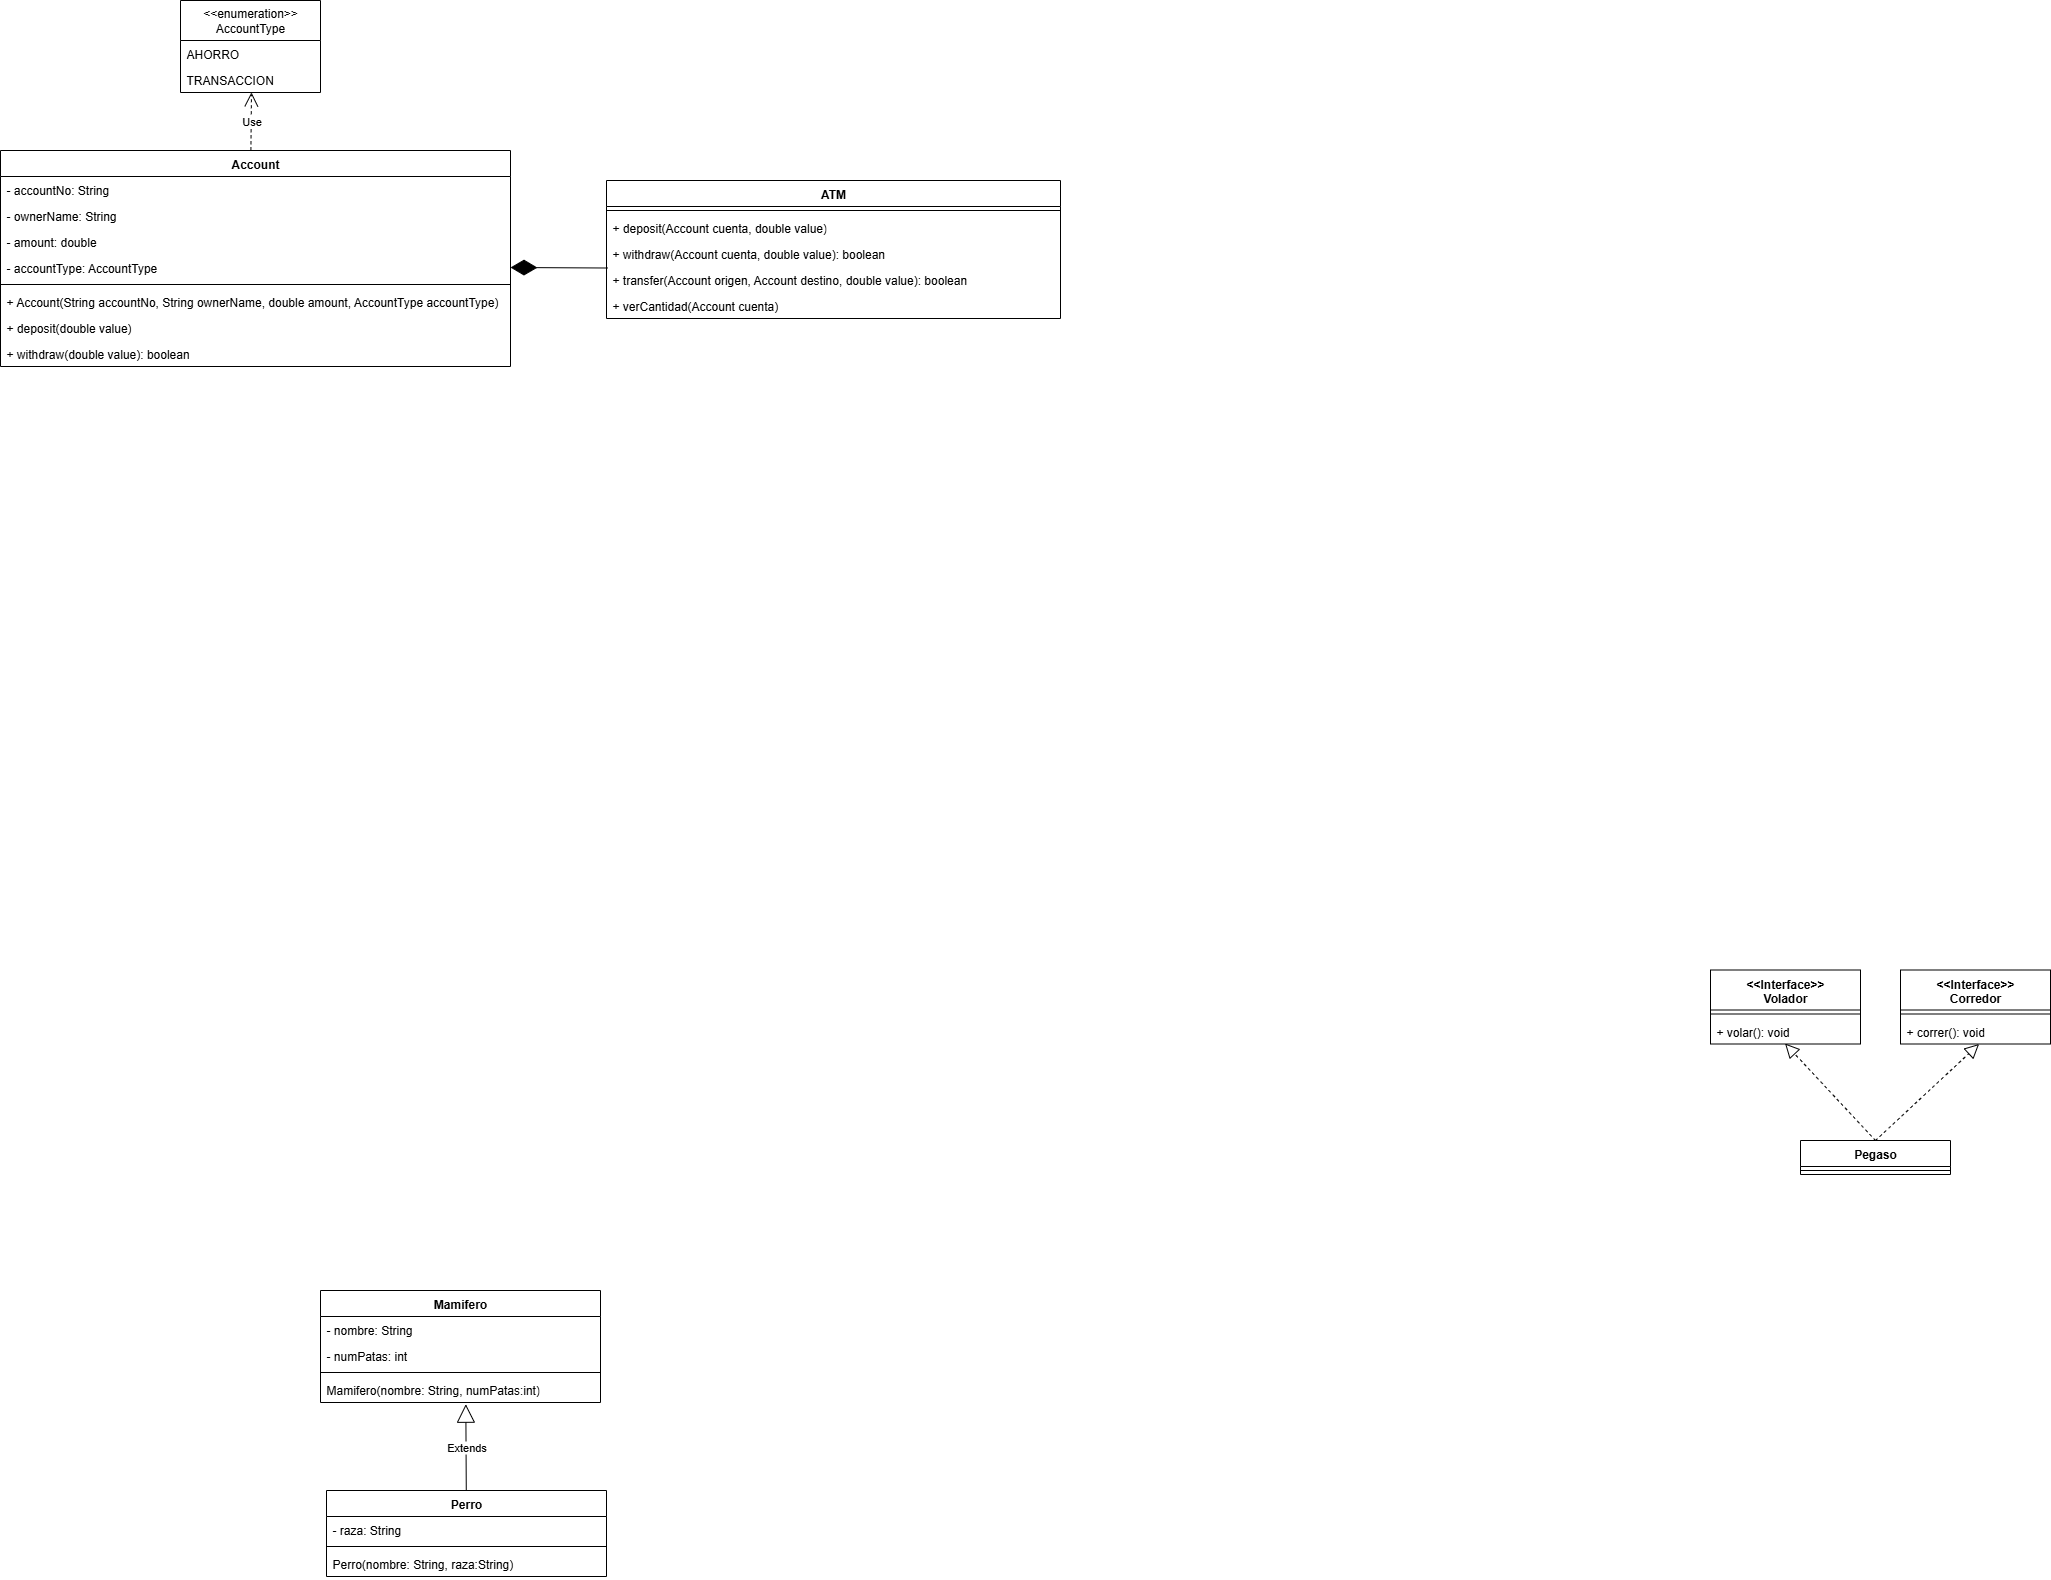 <<enumeration>>
AccountType
AHORRO
TRANSACCION
Use
Account
- accountNo: String
- ownerName: String
- amount: double
- accountType: AccountType
+ Account(String accountNo, String ownerName, double amount, AccountType accountType)
+ deposit(double value)
+ withdraw(double value): boolean
ATM
+ deposit(Account cuenta, double value)
+ withdraw(Account cuenta, double value): boolean
+ transfer(Account origen, Account destino, double value): boolean
+ verCantidad(Account cuenta)
<<Interface>>
Volador
+ volar(): void
<<Interface>>
Corredor
+ correr(): void
Pegaso
Mamifero
- nombre: String
- numPatas: int
Mamifero(nombre: String, numPatas:int)
Extends
Perro
- raza: String
Perro(nombre: String, raza:String)